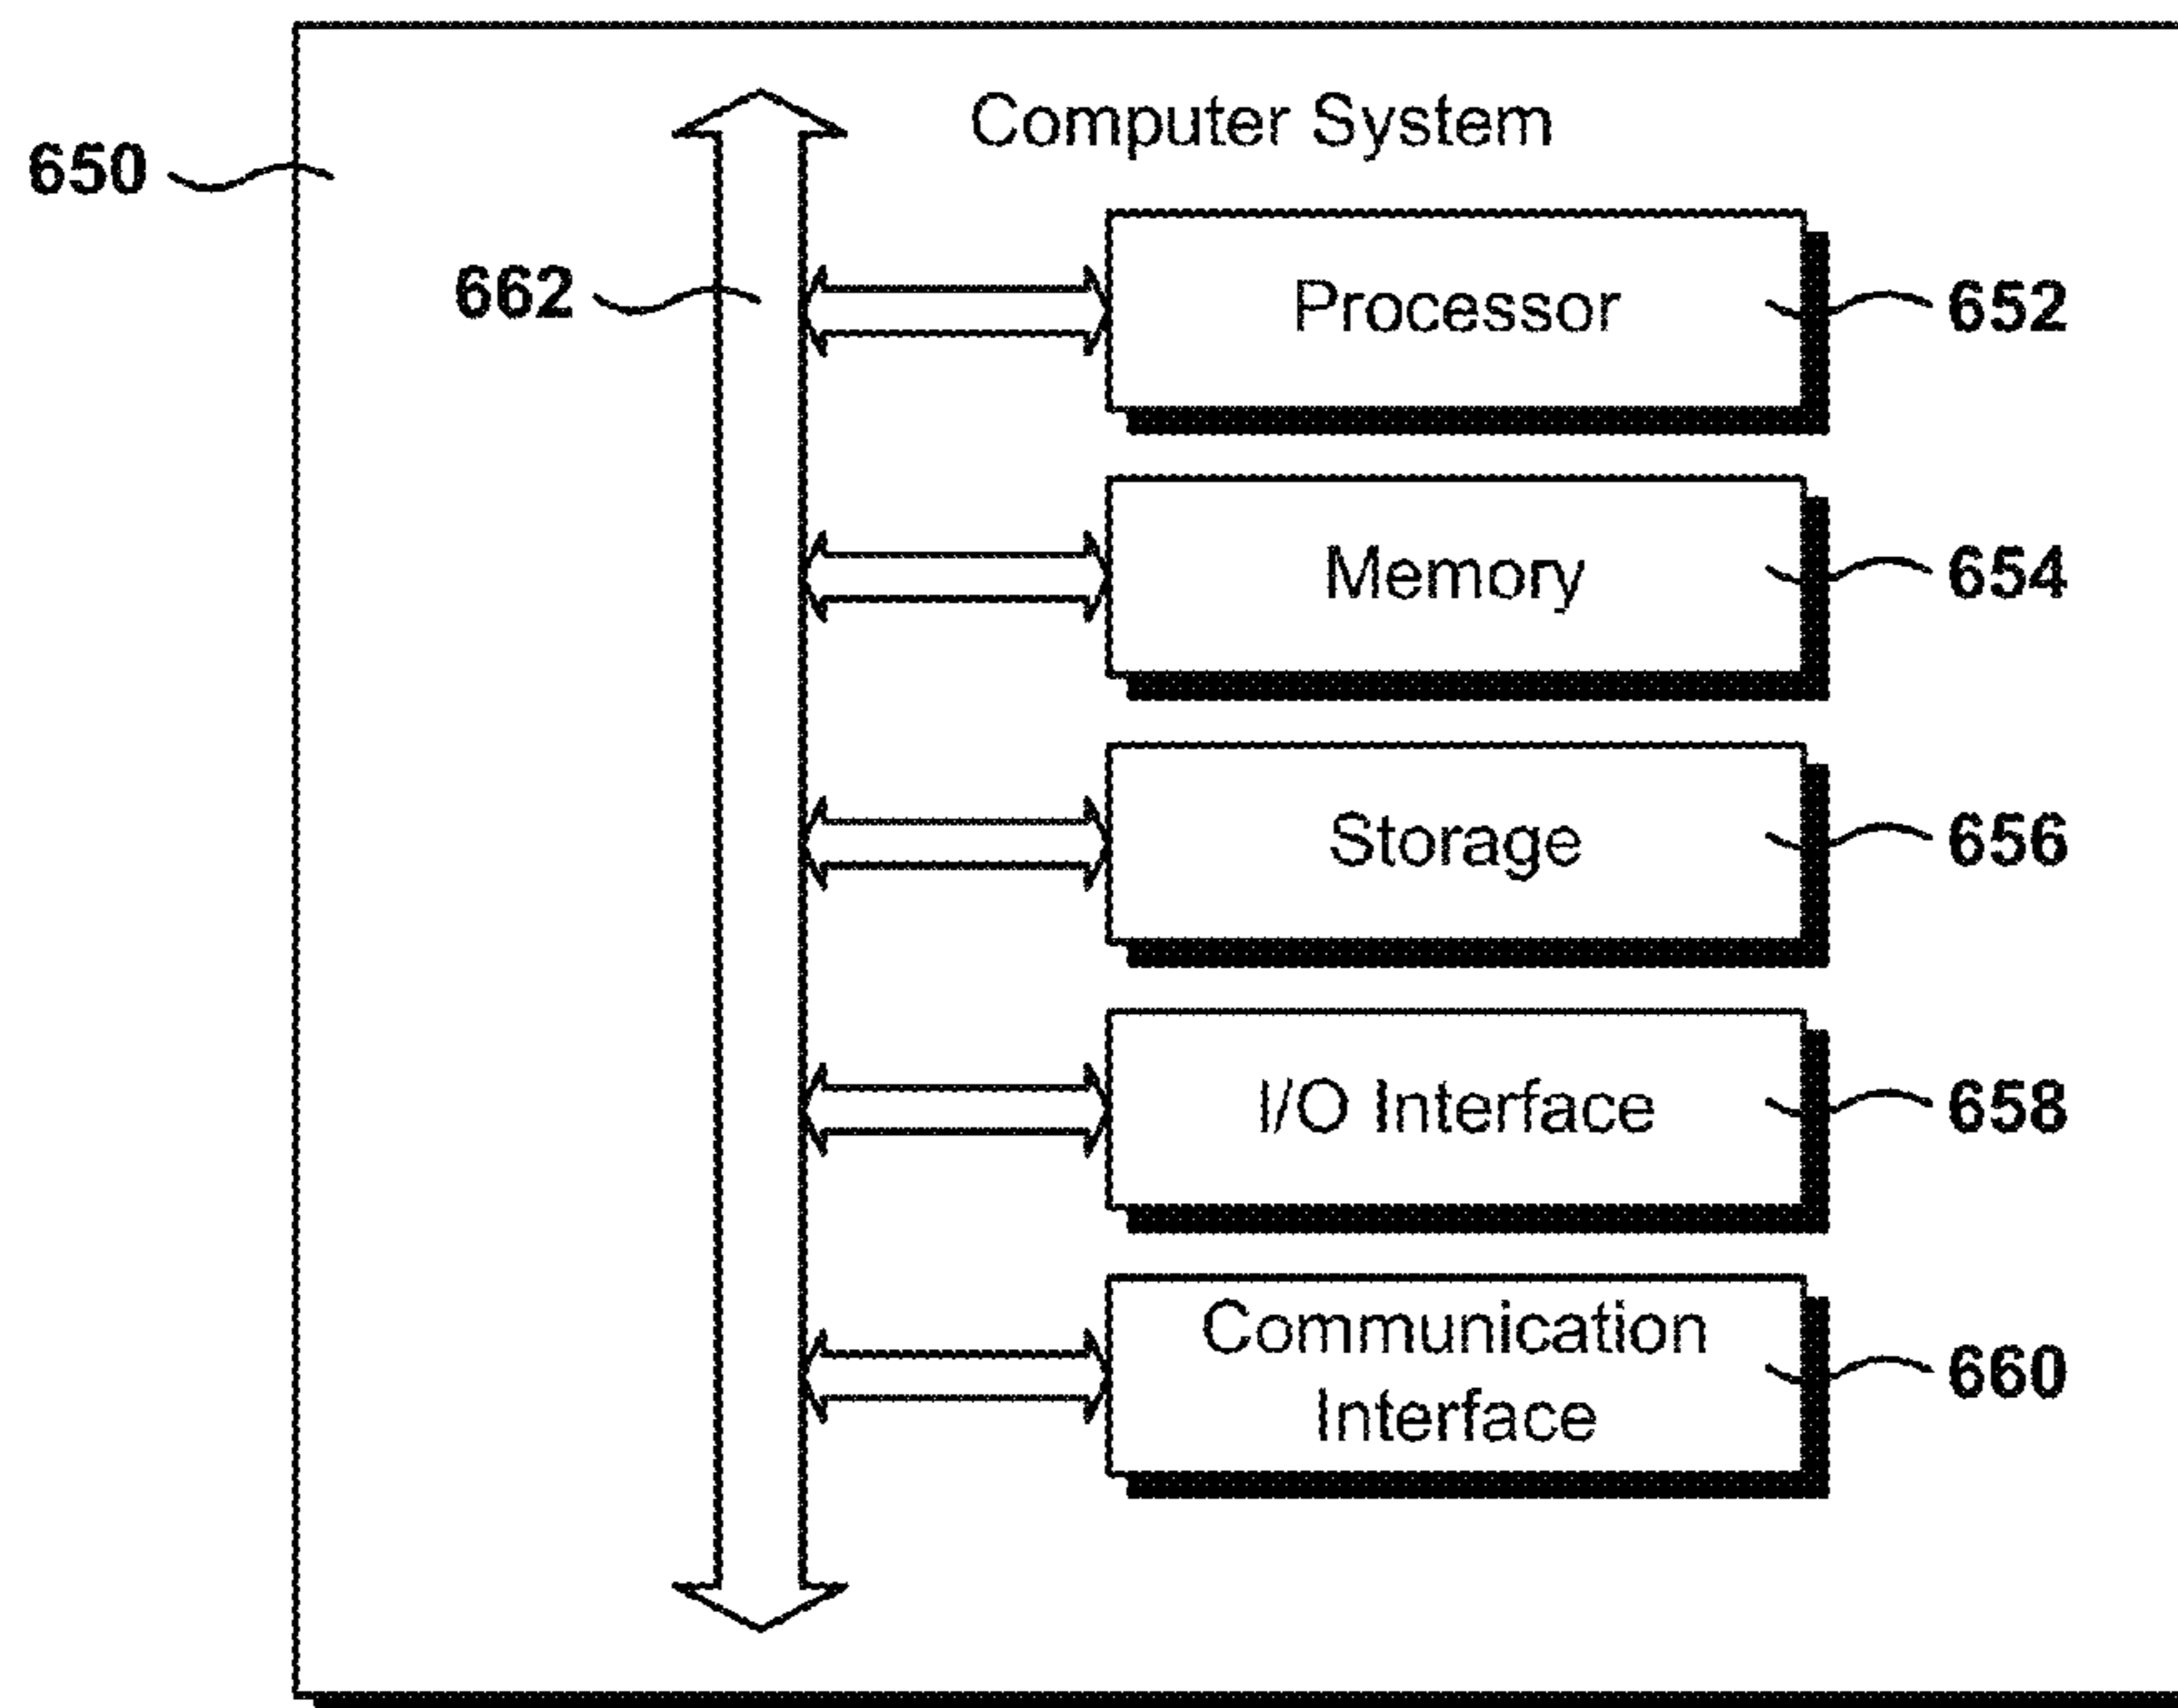 Computer System
650
662
Processor
652
Memory
654
Storage
656
I/O Interface
658
Communication
Interface
660